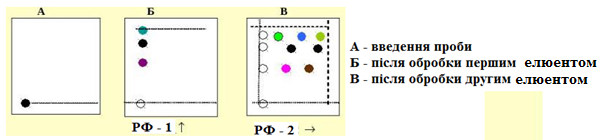 А Б В
А - введення проби
Б - після обробки першим елюентом
В - після обробки другим елюентом
РФ - 1 ↑ РФ - 2 →